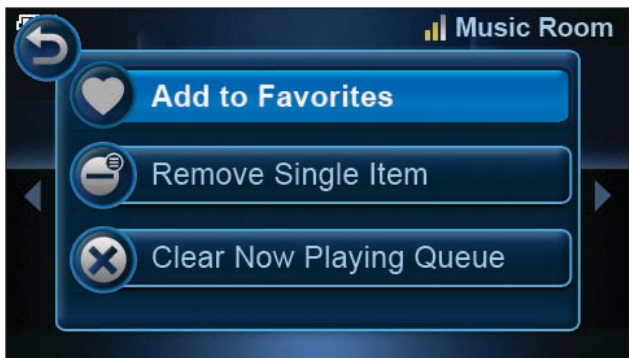 Music Room
Add to Favorites
Remove Single Item
Clear Now Playing Queue